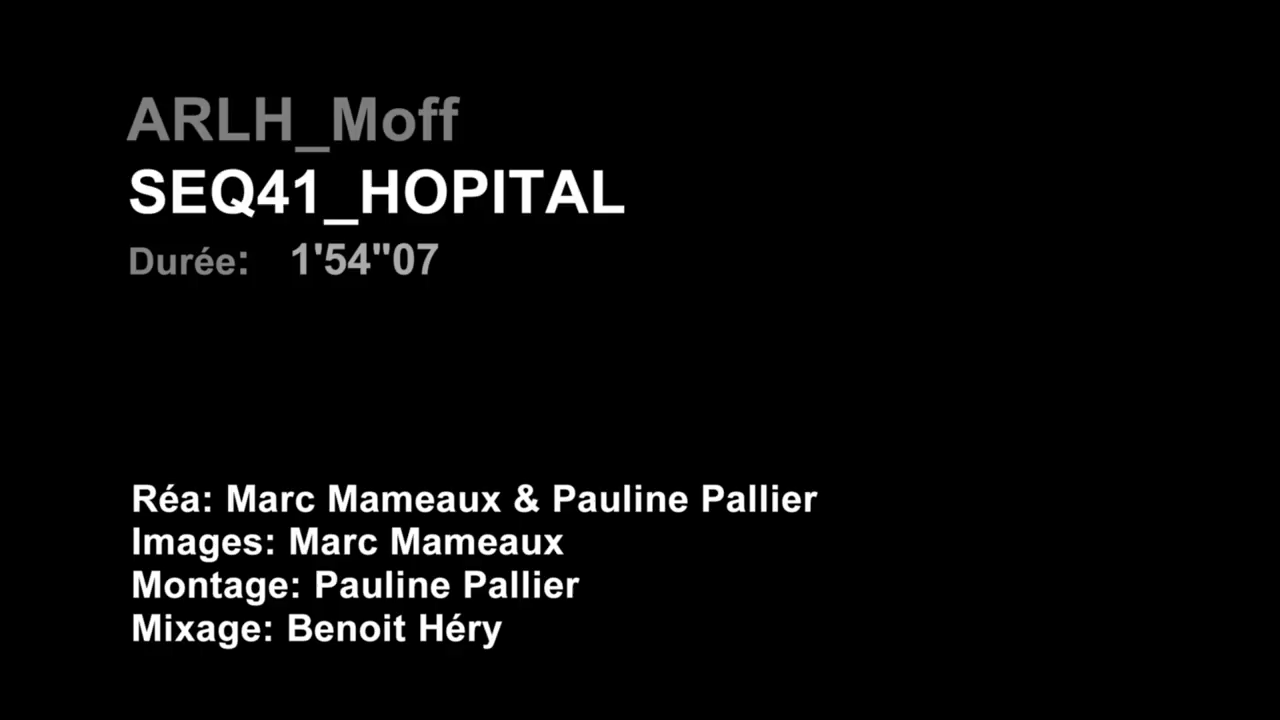 ARLH_Moff
SEQ41_HOPITAL
Durée: 1'54"07
Réa: Marc Mameaux & Pauline Pallier
Images: Marc Mameaux
Montage: Pauline Pallier
Mixage: Benoit Héry